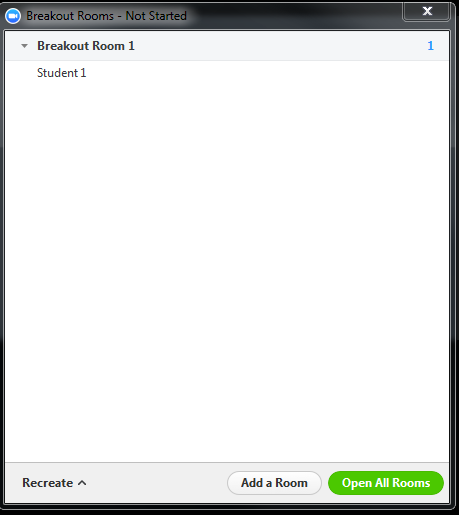 Breakout Rooms - Not Started
x
Breakout Room 1 1
Student 1
Recreate Add a Room Open All Rooms